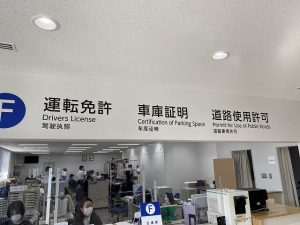 F
運転免許
Drivers License
驾驶执照
車庫証明
Certification of Parking Space
车库证明
道路使用許可
Permit for Use of Public Roads
道路使用许可
F